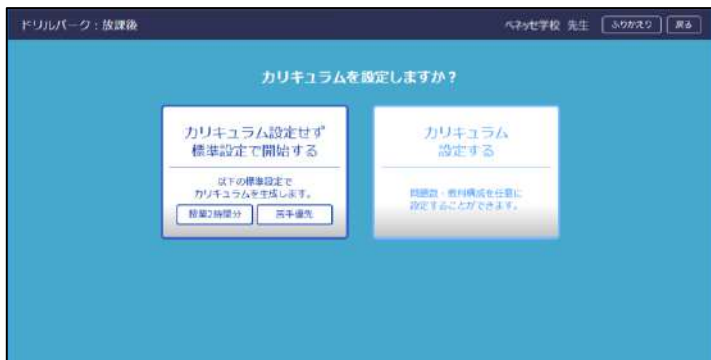 ドリルパーク：放課後
ベネッセ学校 先生
ふりかえり
戻る
カリキュラムを設定しますか？
カリキュラム設定せず
標準設定で開始する
以下の標準設定で
カリキュラムを生成します。
授業2時間分
苦手優先
カリキュラム
設定する
問題数・教科構成を任意に
設定することができます。